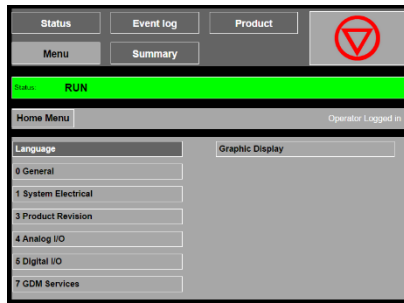 Status Event log Product
Menu Summary
Status: RUN
Home Menu Operator Logged in
Language Graphic Display
0 General
1 System Electrical
3 Product Revision
4 Analog I/O
5 Digital I/O
7 GDM Services